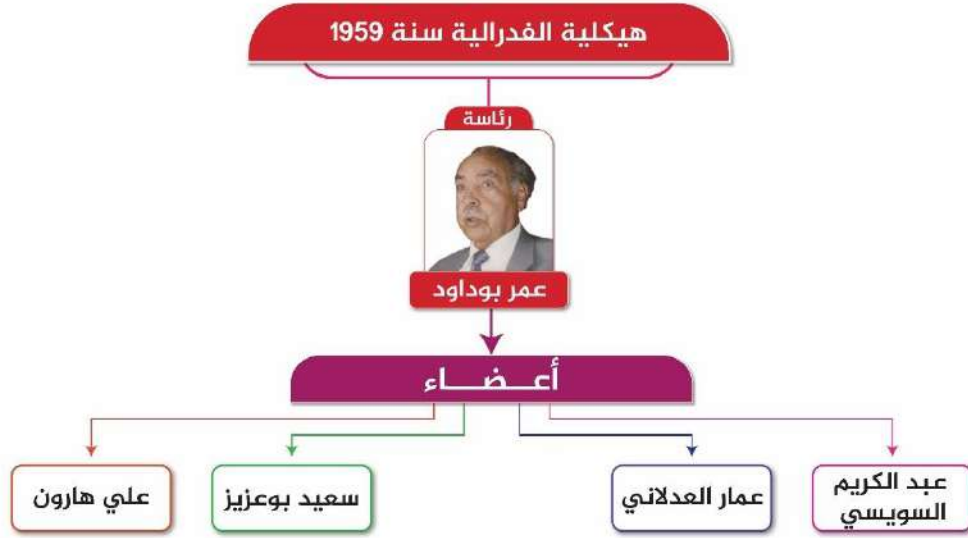 هيكلية الفدرالية سنة 1959
رئاسة
عمر بوداود
أعـــضـــاء
عبد الكريم
السويسي
عمار العدلاني
سعيد بوعزيز
علي هارون